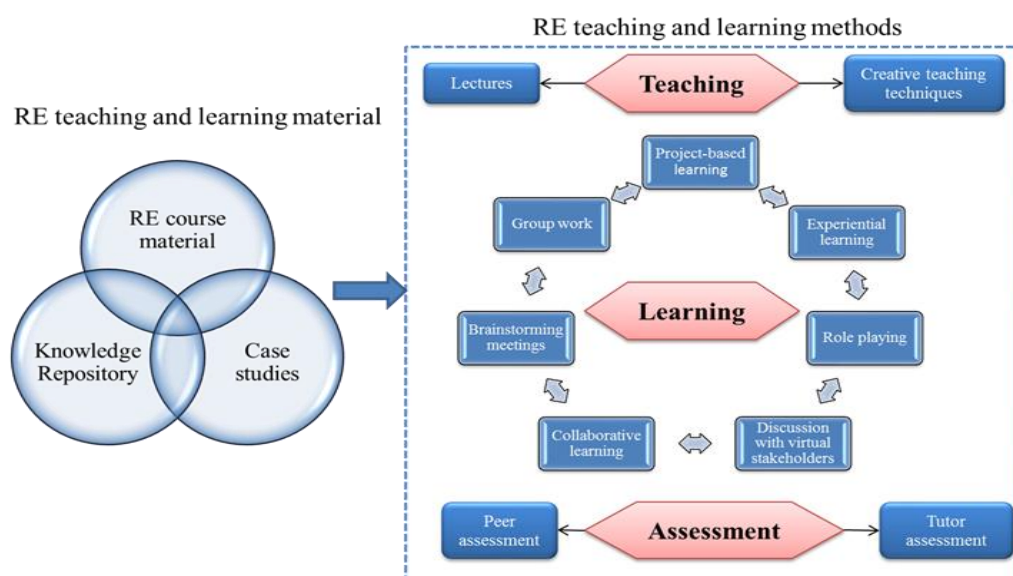 RE teaching and learning methods
Lectures
Teaching
Creative teaching
techniques
RE teaching and learning material
RE course
material
Knowledge
Repository
Case
studies
Project-based
learning
Group work
Experiential
learning
Brainstorming
meetings
Learning
Role playing
Collaborative
learning
Discussion
with virtual
stakeholders
Peer
assessment
Assessment
Tutor
assessment